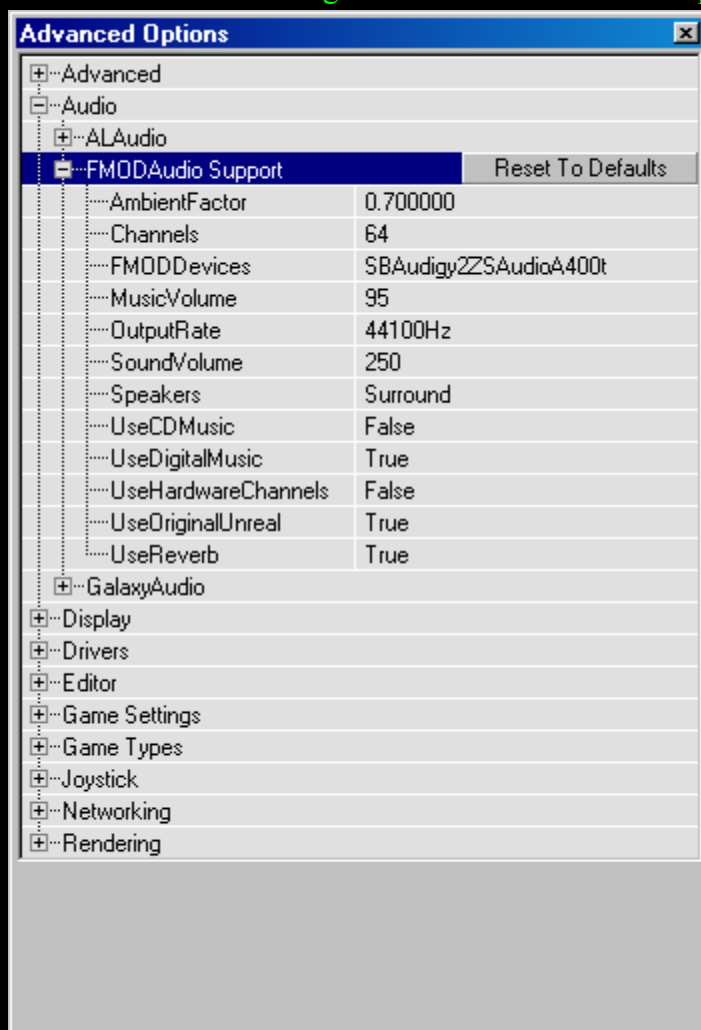 Advanced Options
Advanced
Audio
ALAudio
FMODAudio Support Reset To Defaults
AmbientFactor 0.700000
Channels 64
FMODDevices SBAudigy2ZSAudioA400t
MusicVolume 95
OutputRate 44100Hz
SoundVolume 250
Speakers Surround
UseCDMusic False
UseDigitalMusic True
UseHardwareChannels False
UseOriginalUnreal True
UseReverb True
GalaxyAudio
Display
Drivers
Editor
Game Settings
Game Types
Joystick
Networking
Rendering